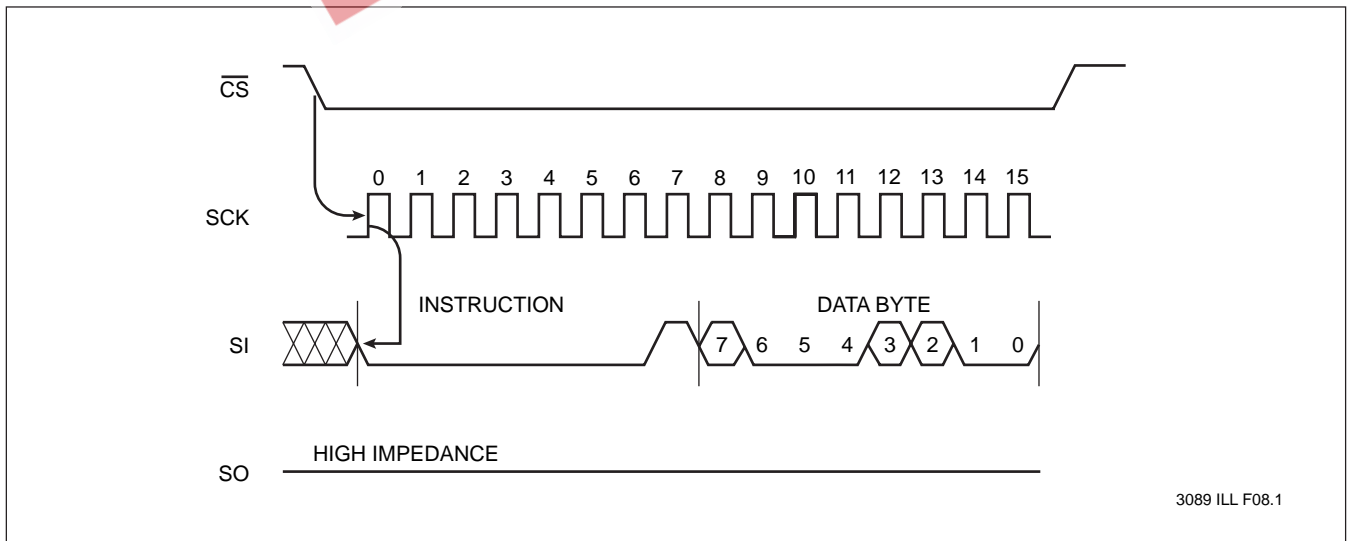 CS
0 1 2 3 4 5 6 7 8 9 10 11 12 13 14 15
SCK
INSTRUCTION DATA BYTE
SI 7 6 5 4 3 2 1 0
HIGH IMPEDANCE
SO
3089 ILL F08.1